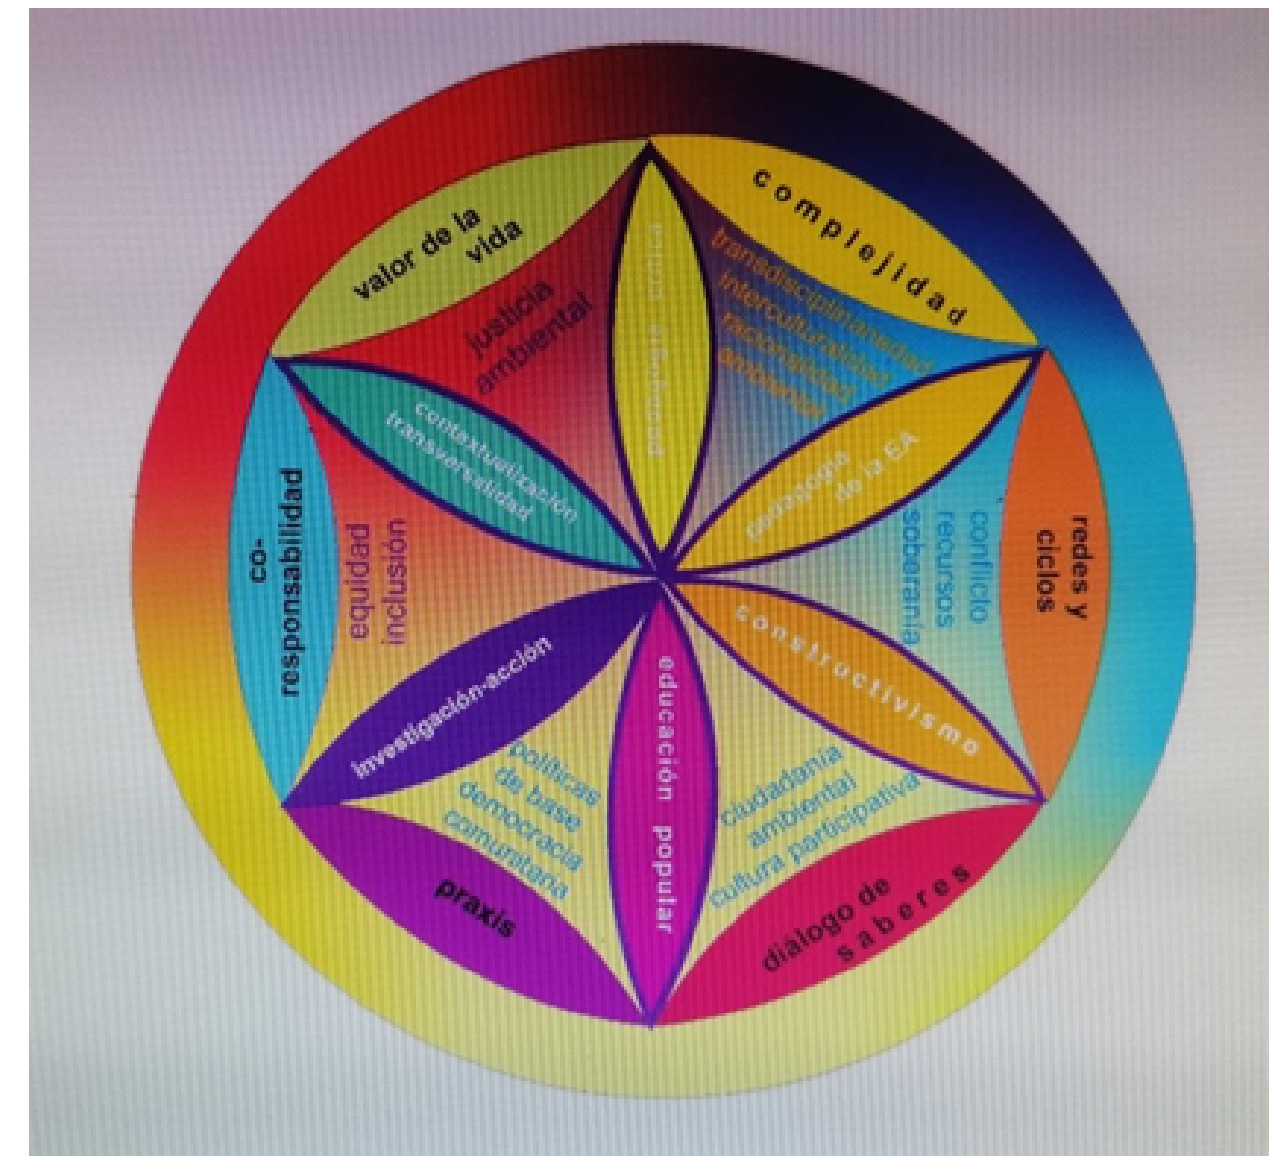 complejidad
transdisciplinariedad
interculturalidad
racionalidad
ambiental
valor de la
vida
justicia
ambiental
pedagogía
contextualización
transversalidad
pedagogía
de la EA
redes y
ciclos
conflicto
recursos
soberanía
constructivismo
co-
responsabilidad
equidad
inclusión
investigación-acción
educación popular
políticas
de base
democracia
comunitaria
ciudadanía
ambiental
cultura participativa
praxis
diálogo de
saberes